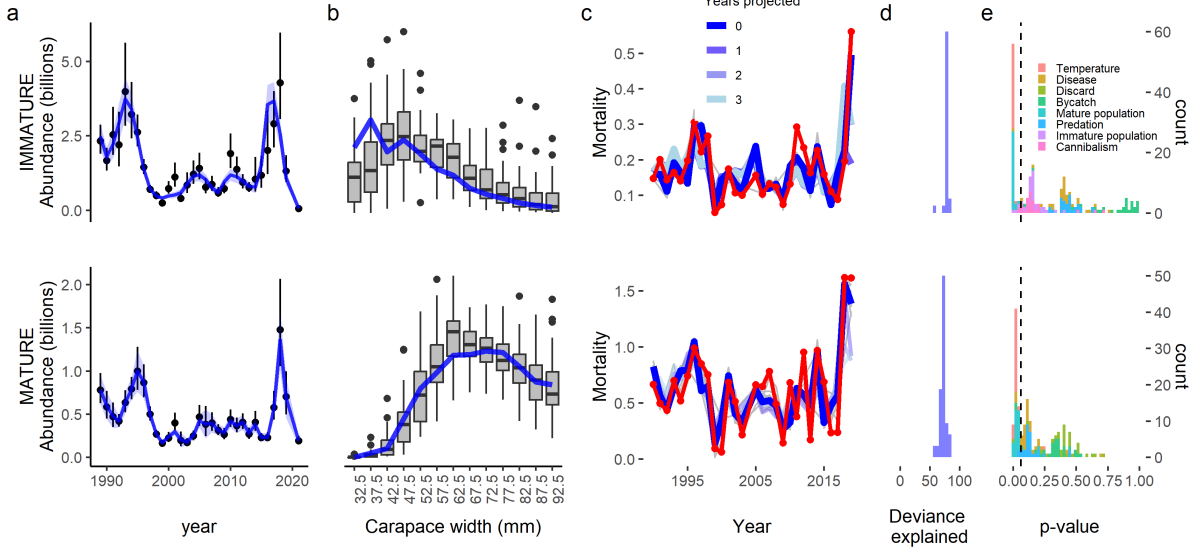 a
b
c
d
e
IMMATURE
Abundance (billions)
5.0
2.5
0.0
Years projected
0
1
2
3
Mortality
0.5
0.4
0.3
0.2
0.1
Temperature
Disease
Discard
Bycatch
Mature population
Predation
Immature population
Cannibalism
60
40
20
0
count
MATURE
Abundance (billions)
2.0
1.5
1.0
0.5
0.0
1990
2000
2010
2020
year
32.5
37.5
42.5
47.5
52.5
57.5
62.5
67.5
72.5
77.5
82.5
87.5
92.5
Carapace width (mm)
Mortality
1.5
1.0
0.5
0.0
1995
2005
2015
Year
0
50
100
Deviance
explained
50
40
30
20
10
0
count
0.00
0.25
0.50
0.75
1.00
p-value